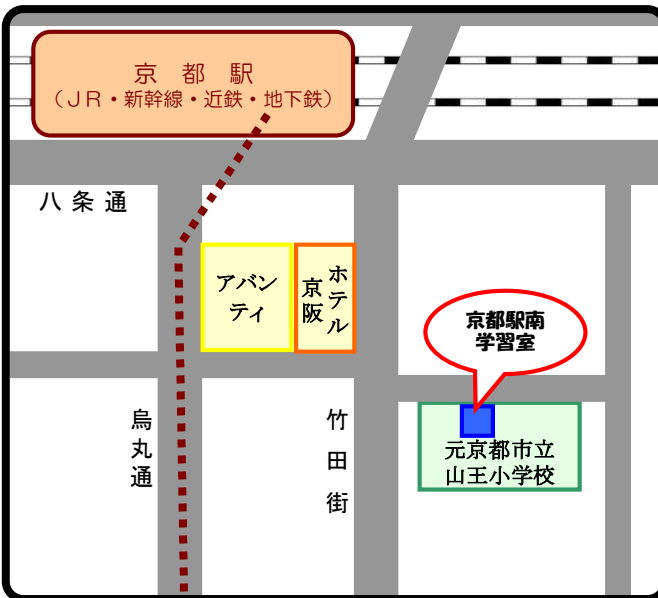 京都駅
（ＪＲ・新幹線・近鉄・地下鉄）
八条通
アバン
ティ
ホテル
京阪
京都駅南
学習室
烏丸通
竹田街
元京都市立
山王小学校